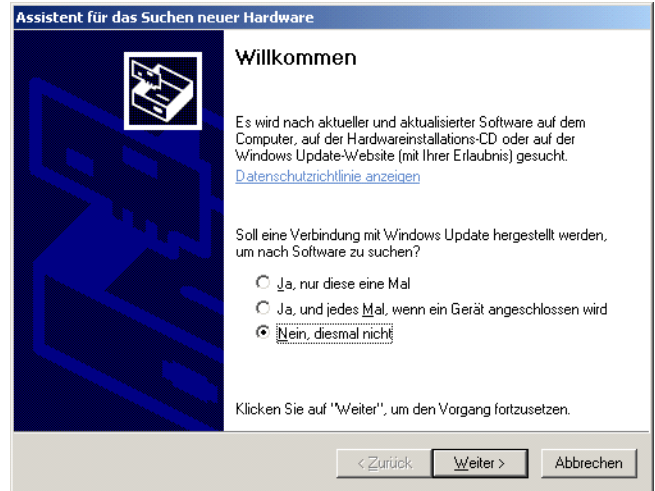 Assistent für das Suchen neuer Hardware
Willkommen
Es wird nach aktueller und aktualisierter Software auf dem
Computer, auf der Hardwareinstallations-CD oder auf der
Windows Update-Website (mit Ihrer Erlaubnis) gesucht.
Datenschutzrichtlinie anzeigen
Soll eine Verbindung mit Windows Update hergestellt werden,
um nach Software zu suchen?
Ja, nur diese eine Mal
Ja, und jedes Mal, wenn ein Gerät angeschlossen wird
Nein, diesmal nicht
Klicken Sie auf "Weiter", um den Vorgang fortzusetzen.
< Zurück Weiter > Abbrechen